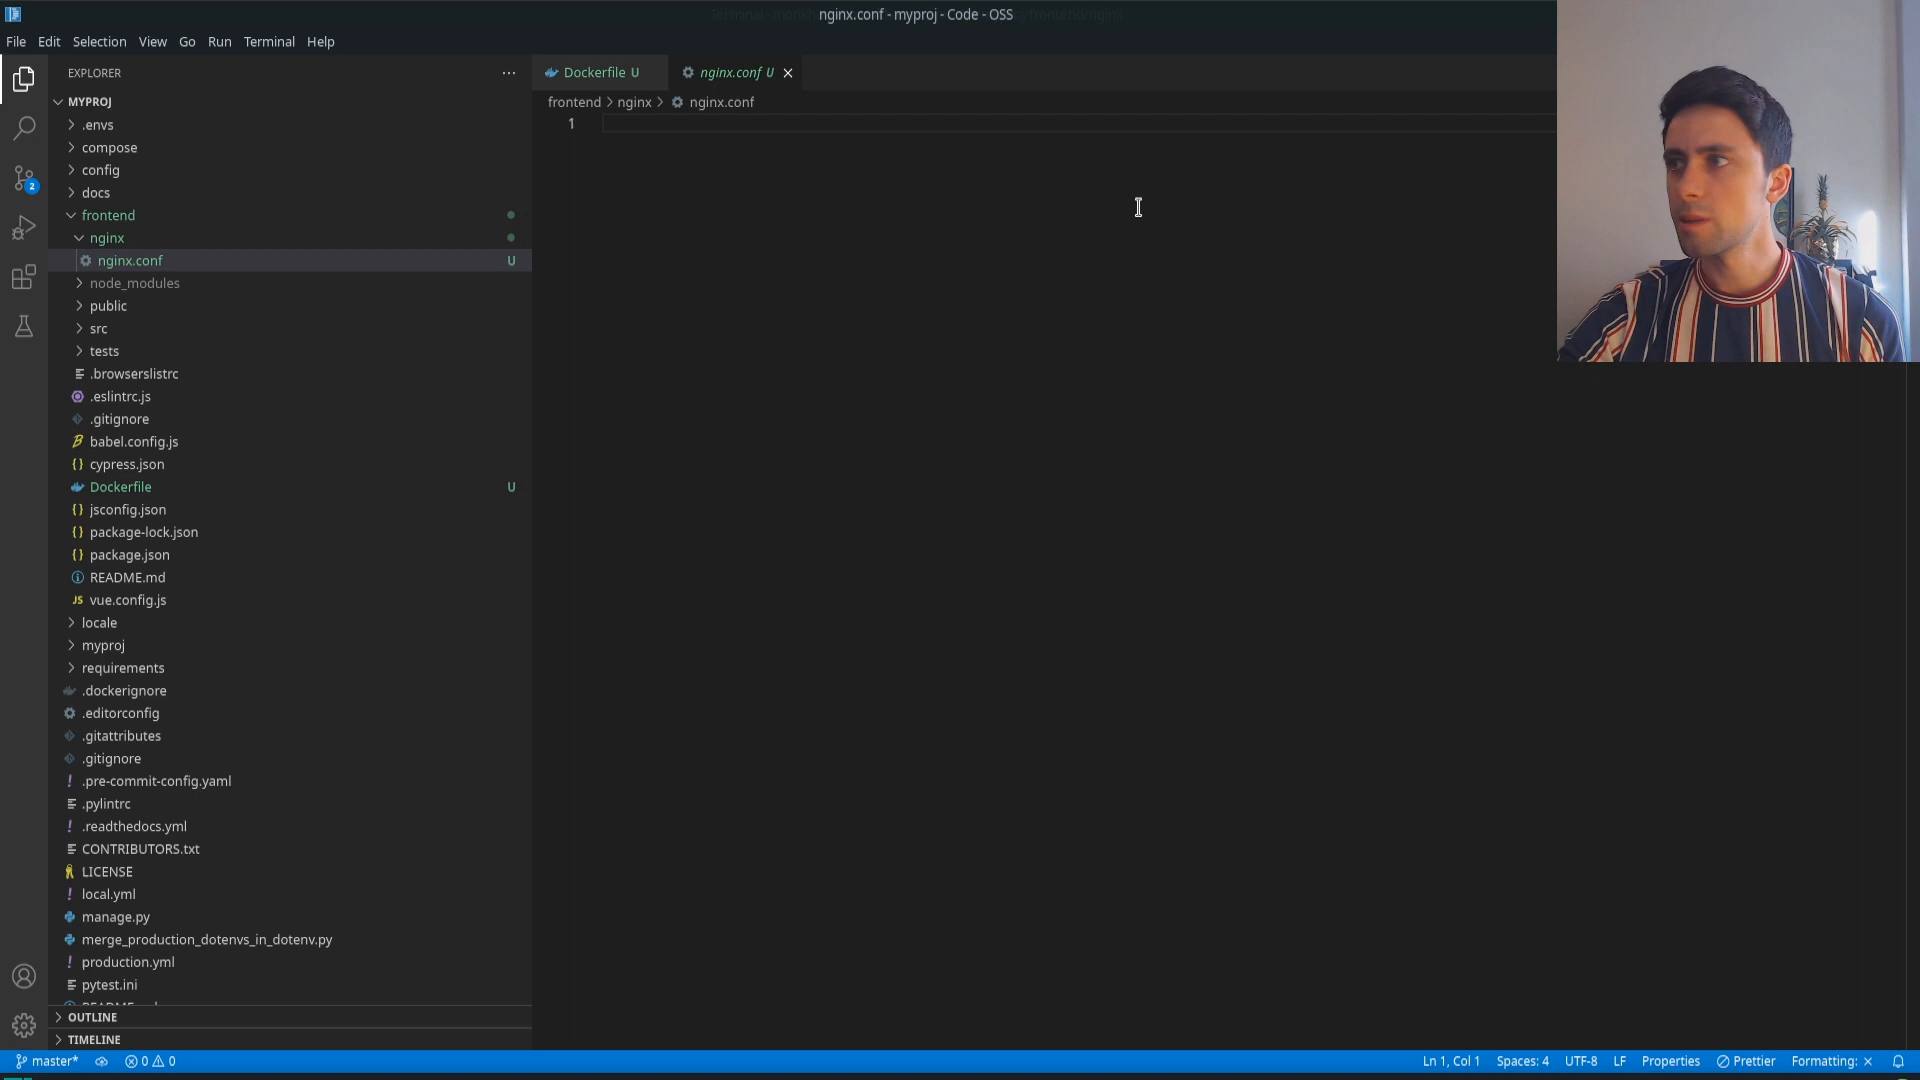 nginx.conf - myproj - Code - OSS
File Edit Selection View Go Run Terminal Help
EXPLORER
MYPROJ
.envs
compose
config
docs
frontend
nginx
nginx.conf U
node_modules
public
src
tests
.browserslistrc
.eslintrc.js
.gitignore
babel.config.js
cypress.json
Dockerfile U
jsconfig.json
package-lock.json
package.json
README.md
vue.config.js
locale
myproj
requirements
.dockerignore
.editorconfig
.gitattributes
.gitignore
.pre-commit-config.yaml
.pylintrc
.readthedocs.yml
CONTRIBUTORS.txt
LICENSE
local.yml
manage.py
merge_production_dotenvs_in_dotenv.py
production.yml
pytest.ini
OUTLINE
TIMELINE
2
Dockerfile U nginx.conf U
frontend > nginx > nginx.conf
1
master* 0 0 Ln 1, Col 1 Spaces: 4 UTF-8 LF Properties Prettier Formatting: ×